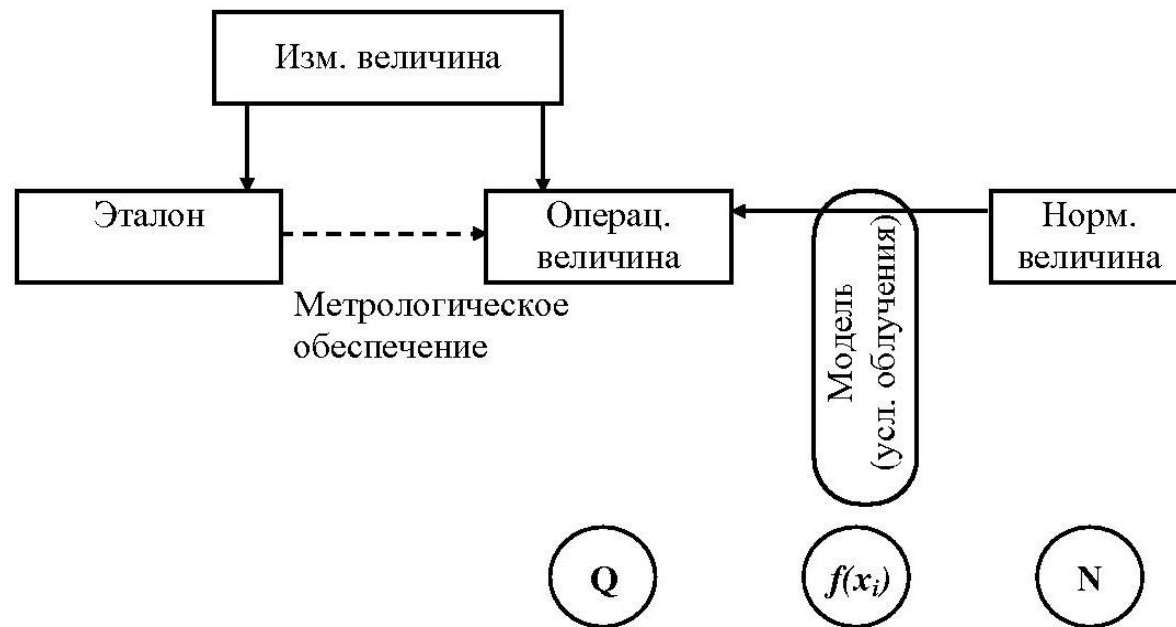 Изм. величина
Эталон
Операц.
величина
Норм.
величина
Метрологическое
обеспечение
Модель
(усл. облучения)
Q
f(xᵢ)
N